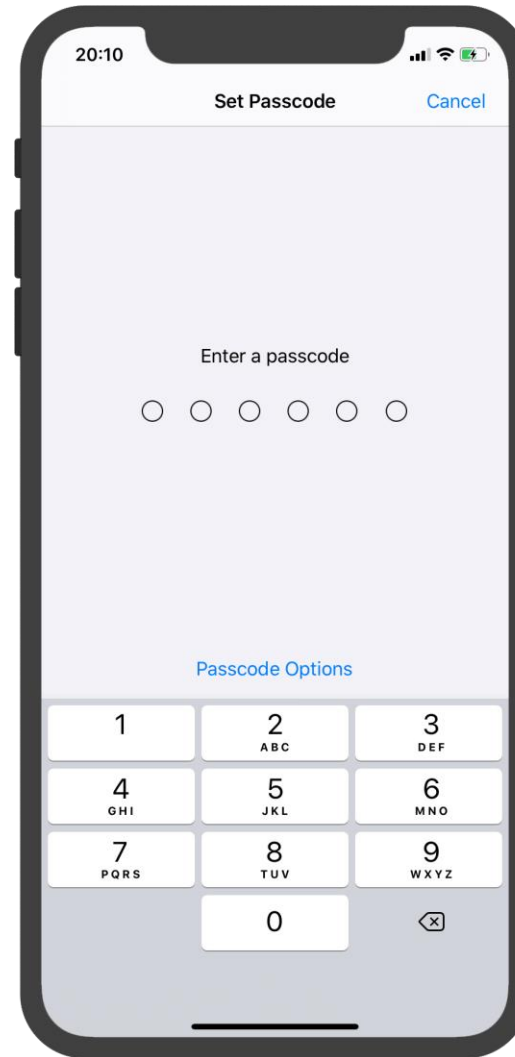 20:10
Set Passcode Cancel
Enter a passcode
Passcode Options
1 2 3
ABC DEF
4 5 6
GHI JKL MNO
7 8 9
PQRS TUV WXYZ
0